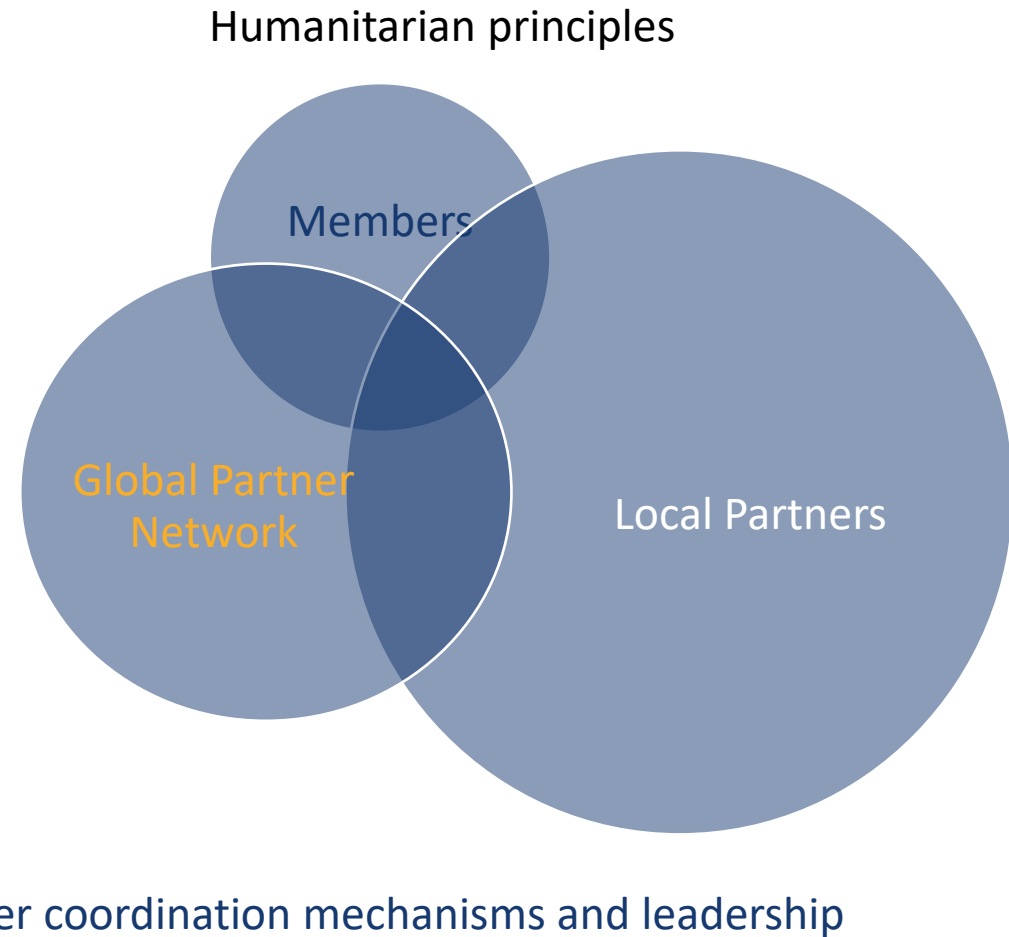 Humanitarian principles
Members
Global Partner
Network
Local Partners
er coordination mechanisms and leadership